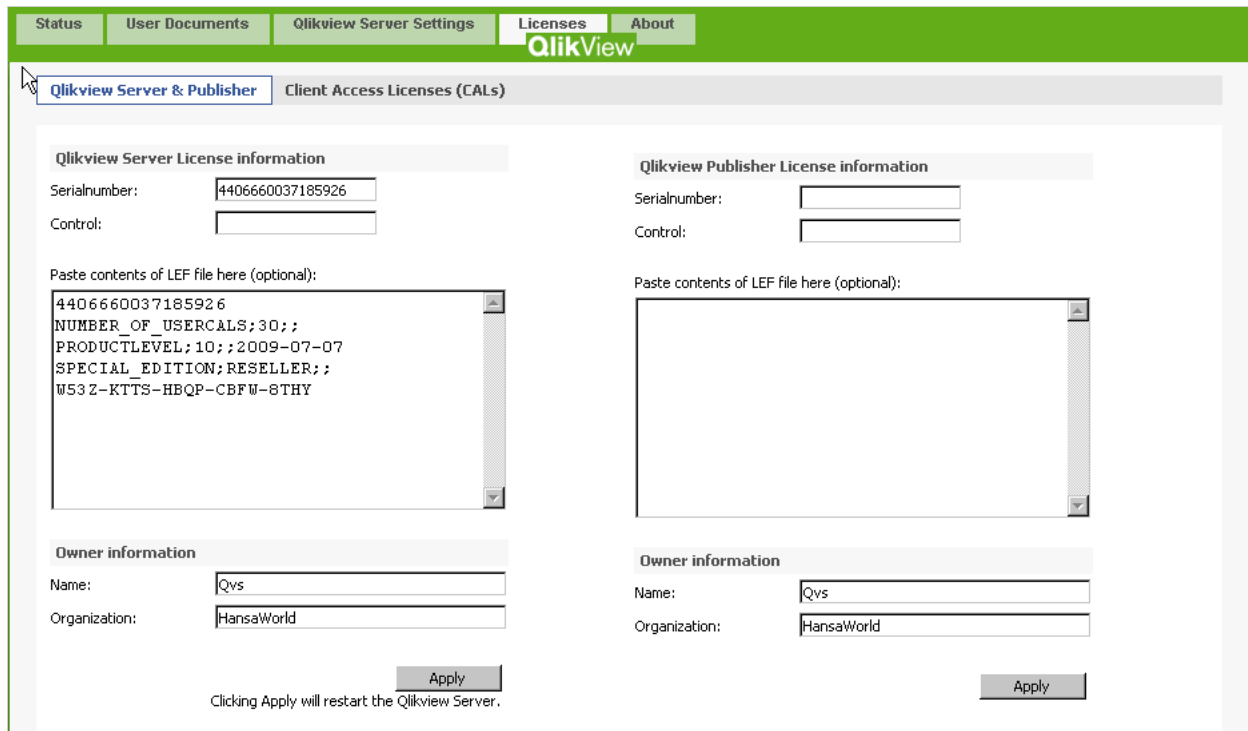 Status User Documents Qlikview Server Settings Licenses About
QlikView
Qlikview Server & Publisher Client Access Licenses (CALs)
Qlikview Server License information
Serialnumber: 4406660037185926
Control:
Paste contents of LEF file here (optional):
4406660037185926
NUMBER_OF_USERCALS;30;;
PRODUCTLEVEL;10;;2009-07-07
SPECIAL_EDITION;RESELLER;;
W53Z-KTTS-HBQP-CBFW-8THY
Owner information
Name: Qvs
Organization: HansaWorld
Apply
Clicking Apply will restart the Qlikview Server.
Qlikview Publisher License information
Serialnumber:
Control:
Paste contents of LEF file here (optional):
Owner information
Name: Qvs
Organization: HansaWorld
Apply